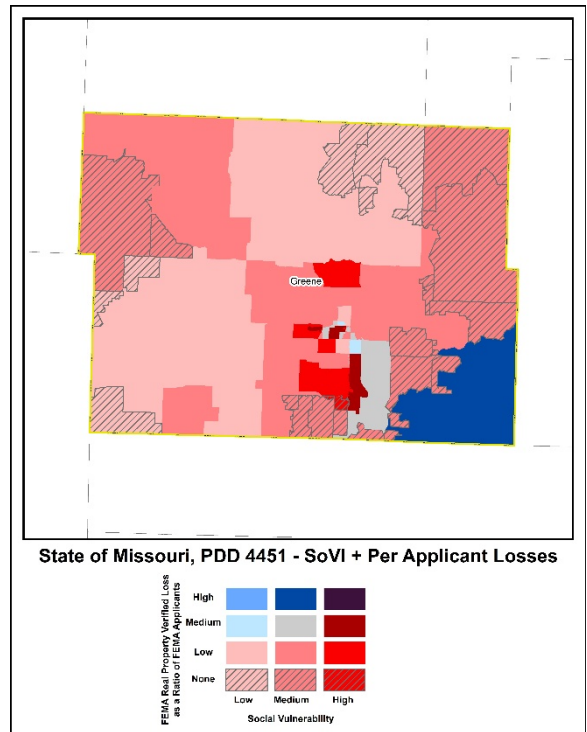 Greene
State of Missouri, PDD 4451 - SoVI + Per Applicant Losses
FEMA Real Property Verified Loss
as a Ratio of FEMA Applicants
High
Medium
Low
None
Low Medium High
Social Vulnerability